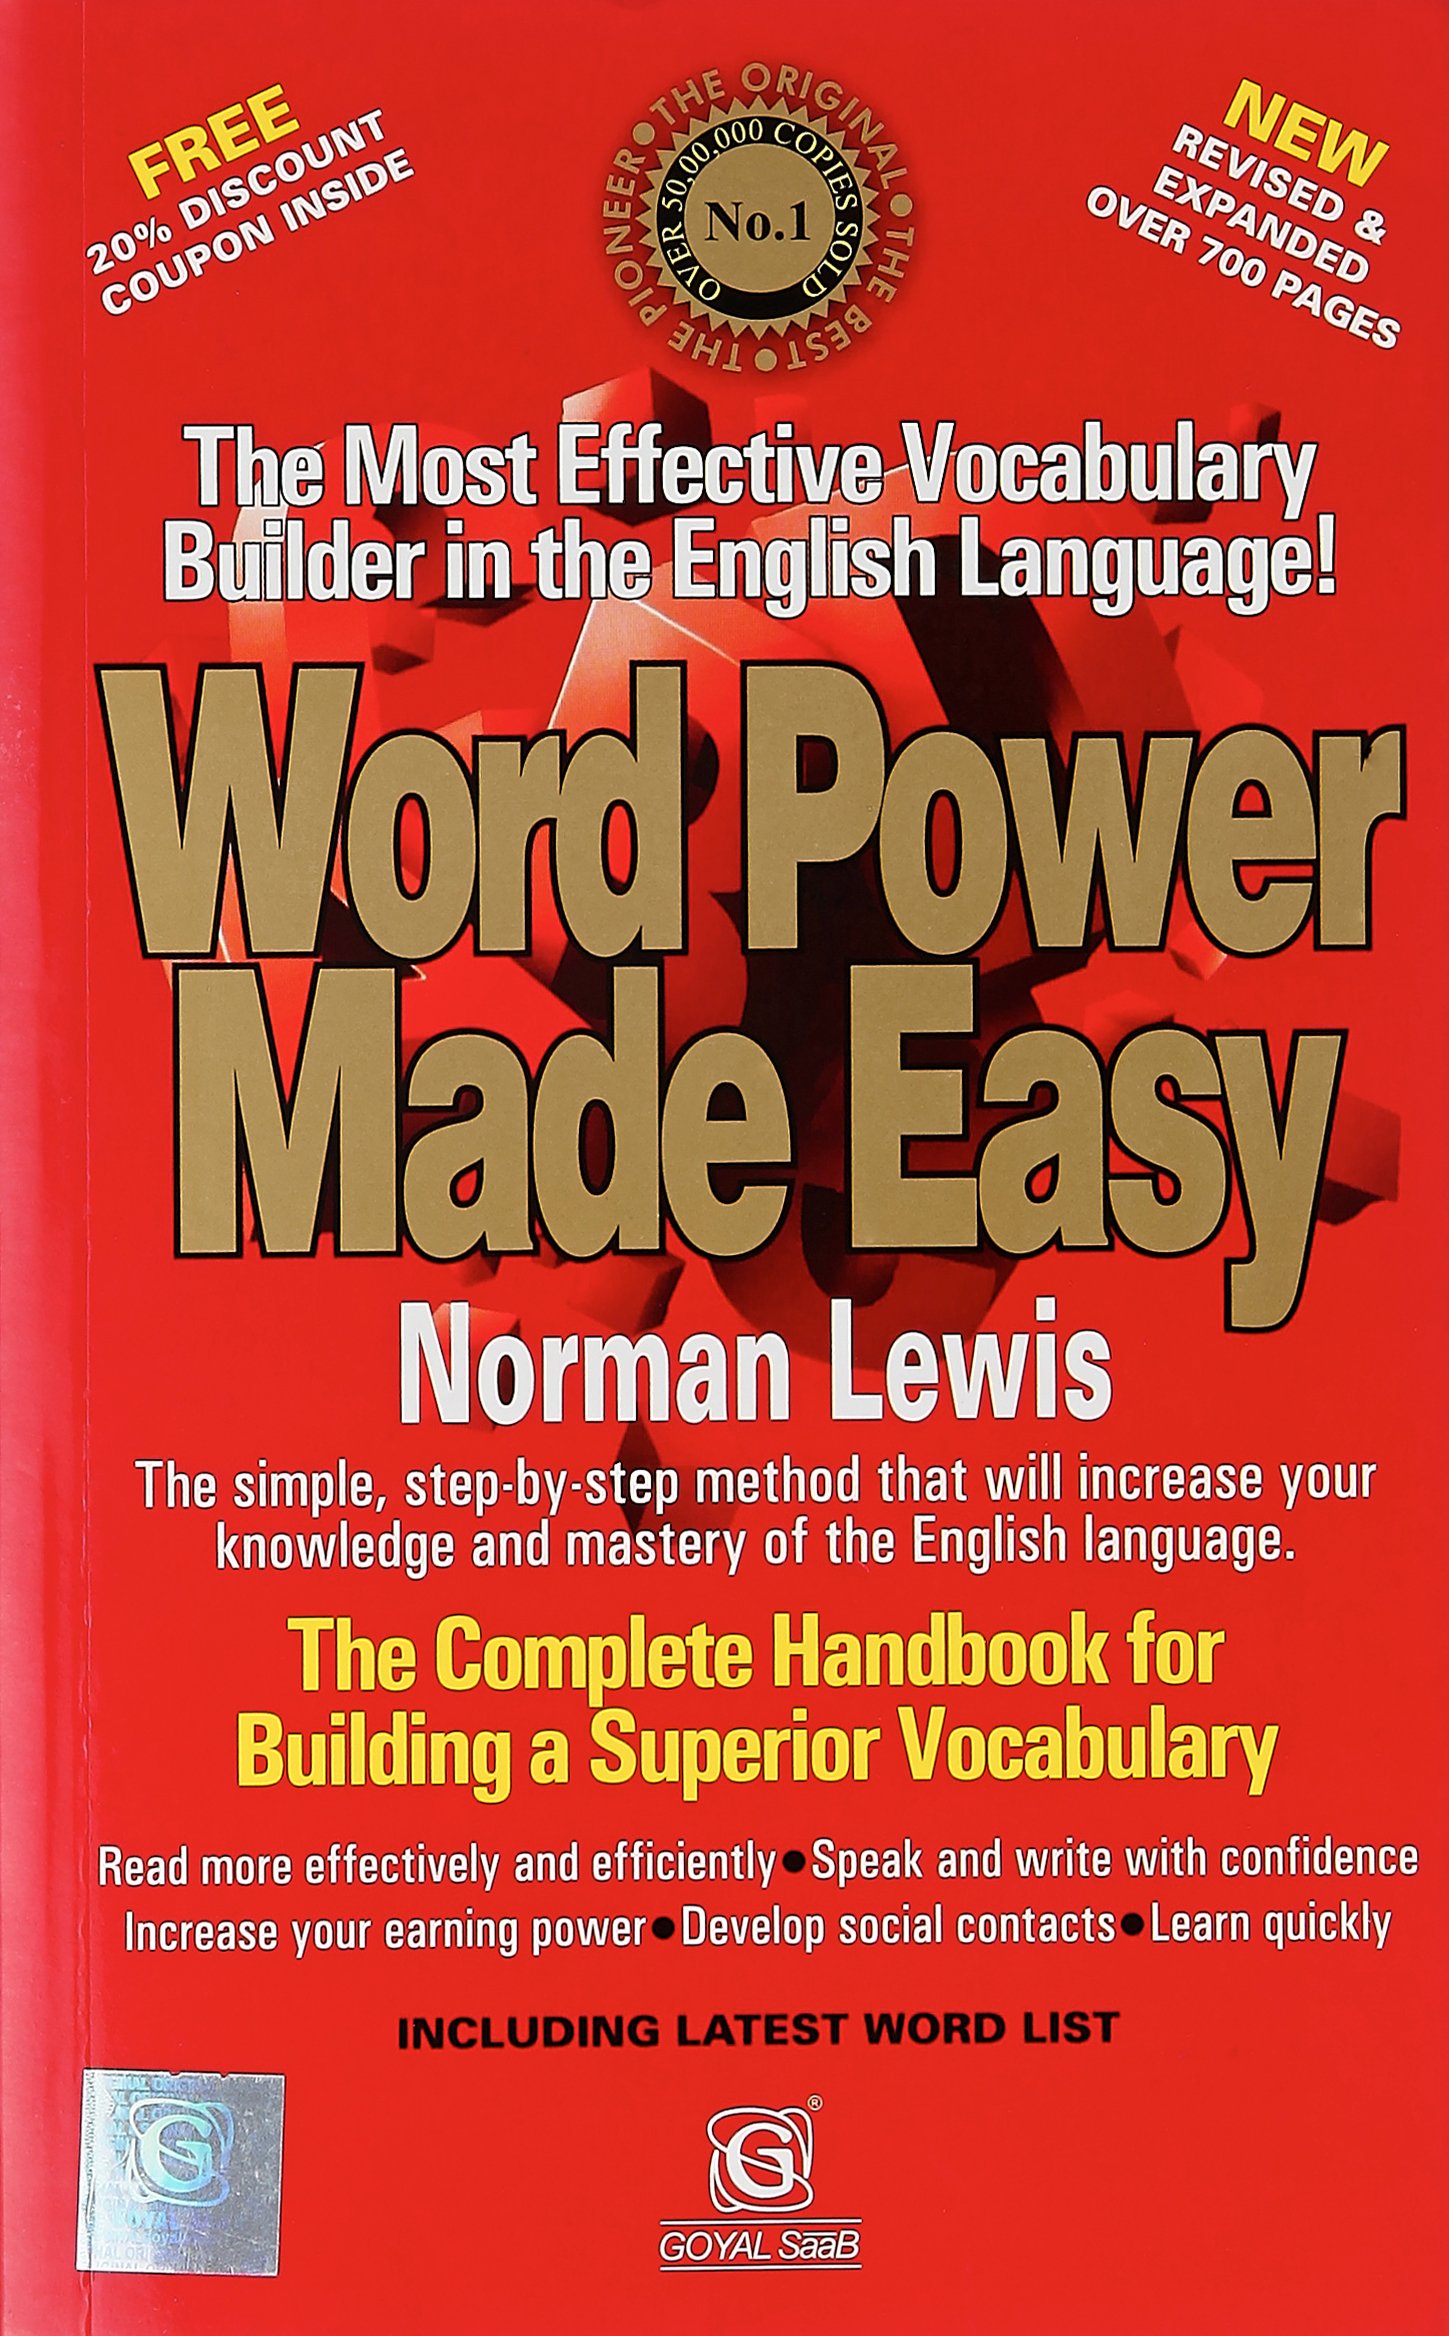 FREE
20% DISCOUNT
COUPON INSIDE
THE ORIGINAL • THE BEST • THE PIONEER •
OVER 50,00,000 COPIES SOLD
No.1
NEW
REVISED &
EXPANDED
OVER 700 PAGES
The Most Effective Vocabulary
Builder in the English Language!
Word Power
Made Easy
Norman Lewis
The simple, step-by-step method that will increase your
knowledge and mastery of the English language.
The Complete Handbook for
Building a Superior Vocabulary
Read more effectively and efficiently • Speak and write with confidence
Increase your earning power • Develop social contacts • Learn quickly
INCLUDING LATEST WORD LIST
G
G ®
GOYAL SaaB